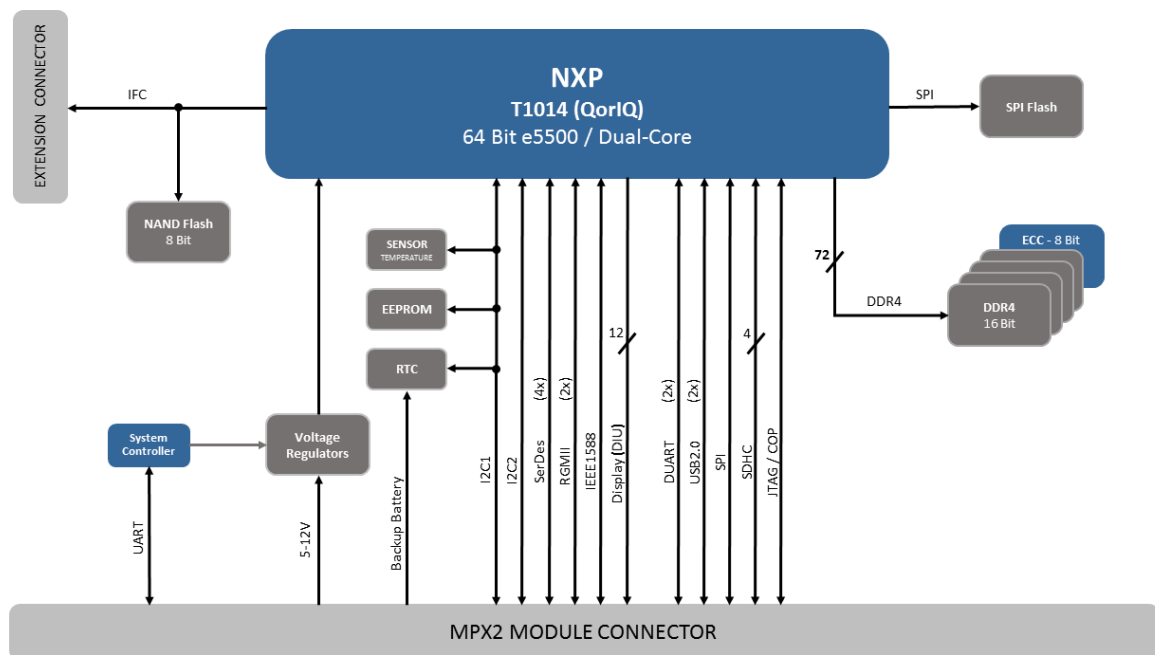 EXTENSION CONNECTOR
IFC
NXP
T1014 (QorIQ)
64 Bit e5500 / Dual-Core
SPI
SPI Flash
NAND Flash
8 Bit
SENSOR
TEMPERATURE
EEPROM
RTC
ECC - 8 Bit
72
DDR4
DDR4
16 Bit
12
4
System
Controller
Voltage
Regulators
UART
5-12V
Backup Battery
I2C1
I2C2
SerDes (4x)
RGMIII (2x)
IEEE1588
Display (DIU)
DUART (2x)
USB2.0 (2x)
SPI
SDHC
JTAG / COP
MPX2 MODULE CONNECTOR